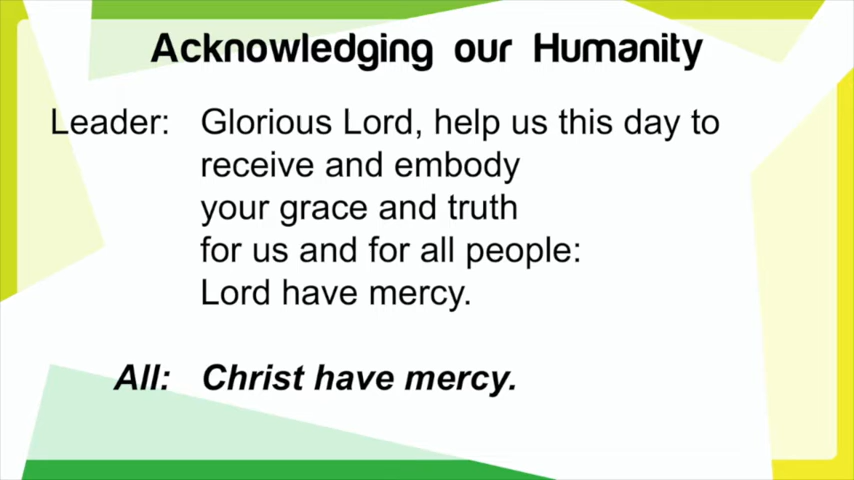 Acknowledging our Humanity
Leader: Glorious Lord, help us this day to
receive and embody
your grace and truth
for us and for all people:
Lord have mercy.
All: Christ have mercy.